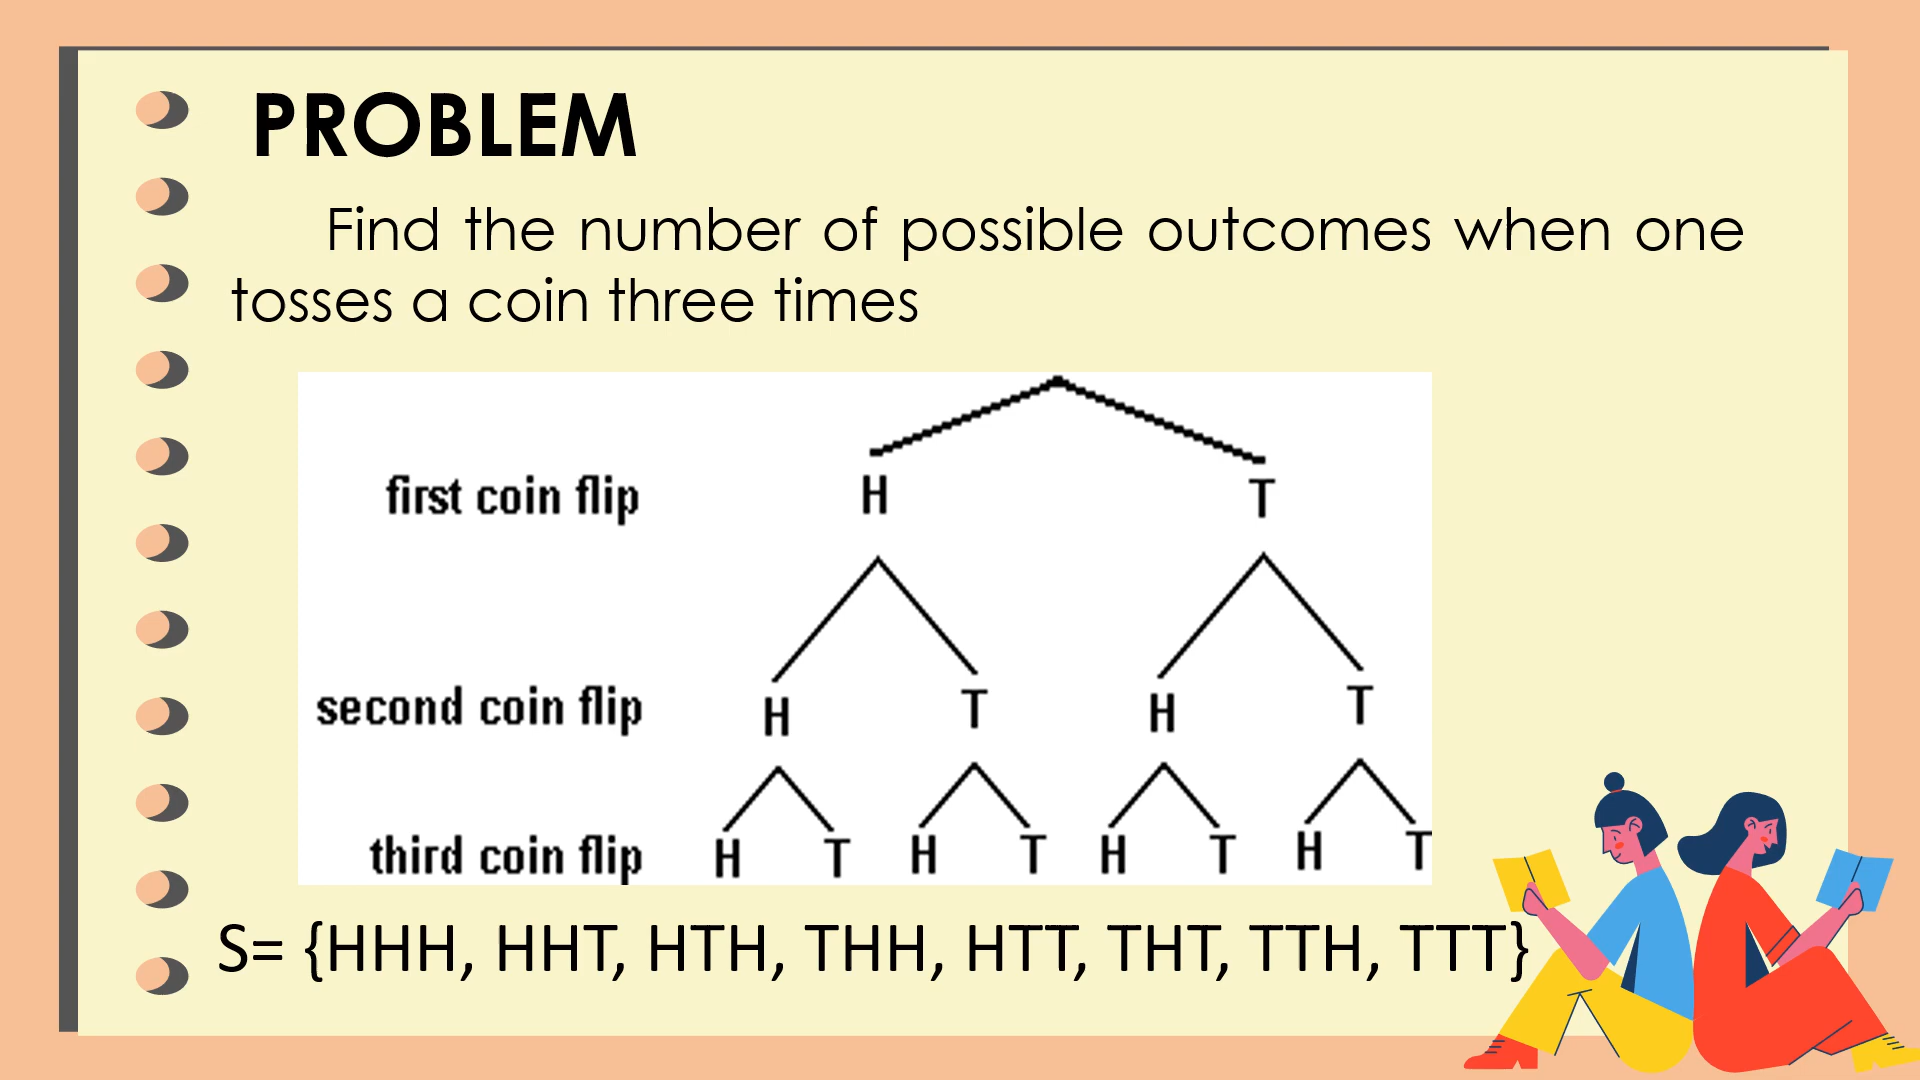 PROBLEM
Find the number of possible outcomes when one
tosses a coin three times
first coin flip H T
second coin flip H T H T
third coin flip H T H T H T H T
S= {HHH, HHT, HTH, THH, HTT, THT, TTH, TTT}